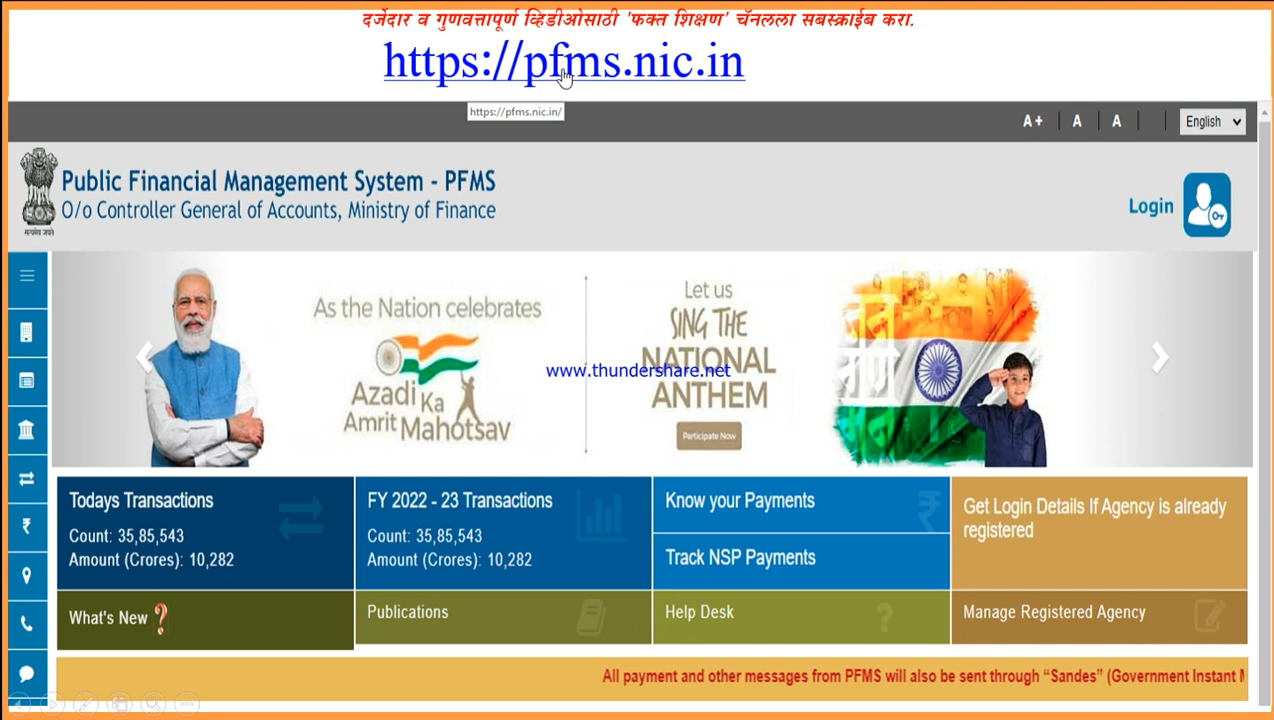 दर्जेदार व गुणवत्तापूर्ण व्हिडीओसाठी 'फक्त शिक्षण' चॅनलला सबस्क्राईब करा.
https://pfms.nic.in
https://pfms.nic.in/
A+ A A English
Public Financial Management System - PFMS
O/o Controller General of Accounts, Ministry of Finance
सत्यमेव जयते
Login
As the Nation celebrates
Azadi Ka
Amrit Mahotsav
Let us
SING THE
NATIONAL
ANTHEM
Participate Now
www.thundershare.net
जन
Todays Transactions
Count: 35,85,543
Amount (Crores): 10,282
FY 2022 - 23 Transactions
Count: 35,85,543
Amount (Crores): 10,282
Know your Payments
Track NSP Payments
Get Login Details If Agency is already
registered
What's New ?
Publications
Help Desk
Manage Registered Agency
All payment and other messages from PFMS will also be sent through “Sandes” (Government Instant M